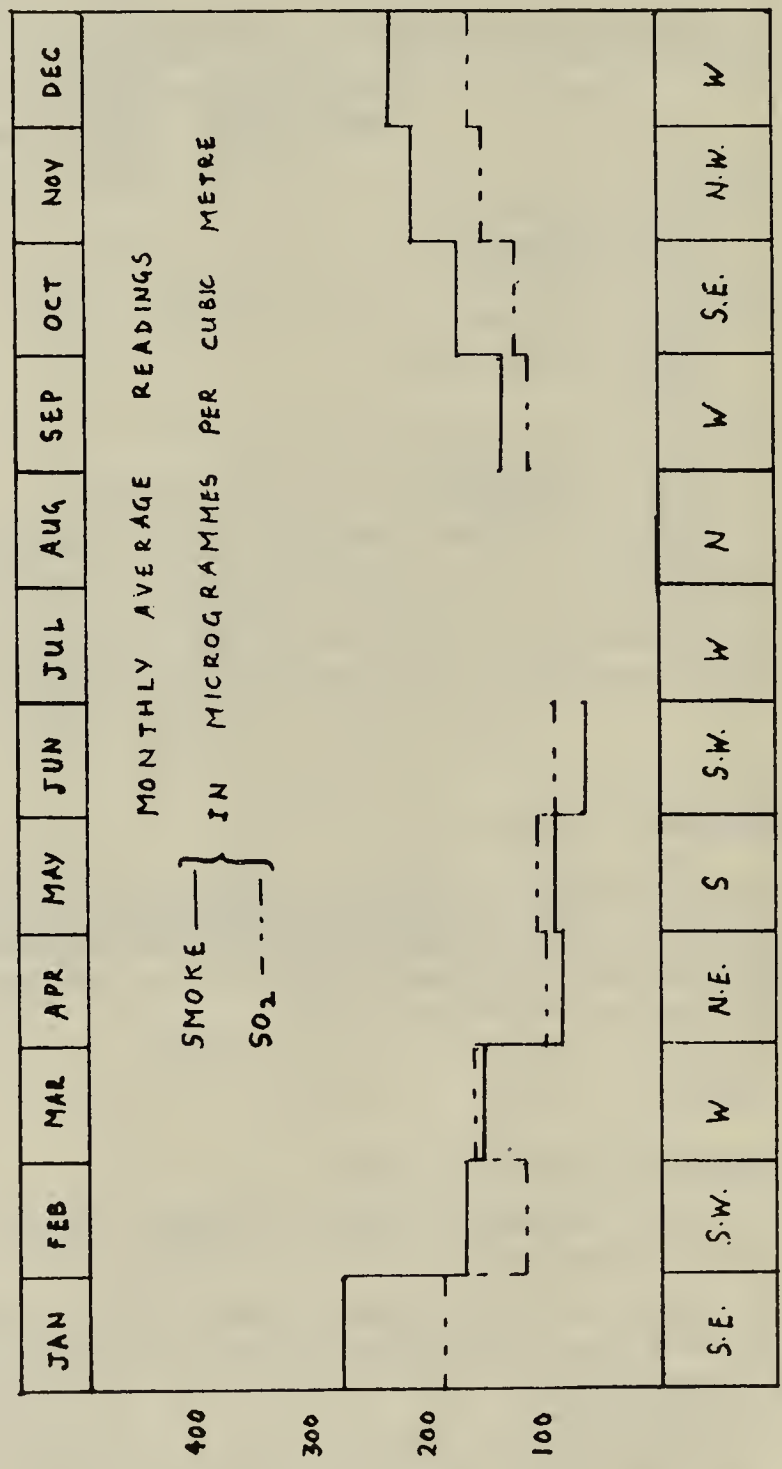 JAN FEB MAR APR MAY JUN JUL AUG SEP OCT NOV DEC
MONTHLY AVERAGE READINGS
SMOKE
SO₂
IN MICROGRAMMES PER CUBIC METRE
400
300
200
100
S.E. S.W. W N.E. S S.W. W N W S.E. N.W. W